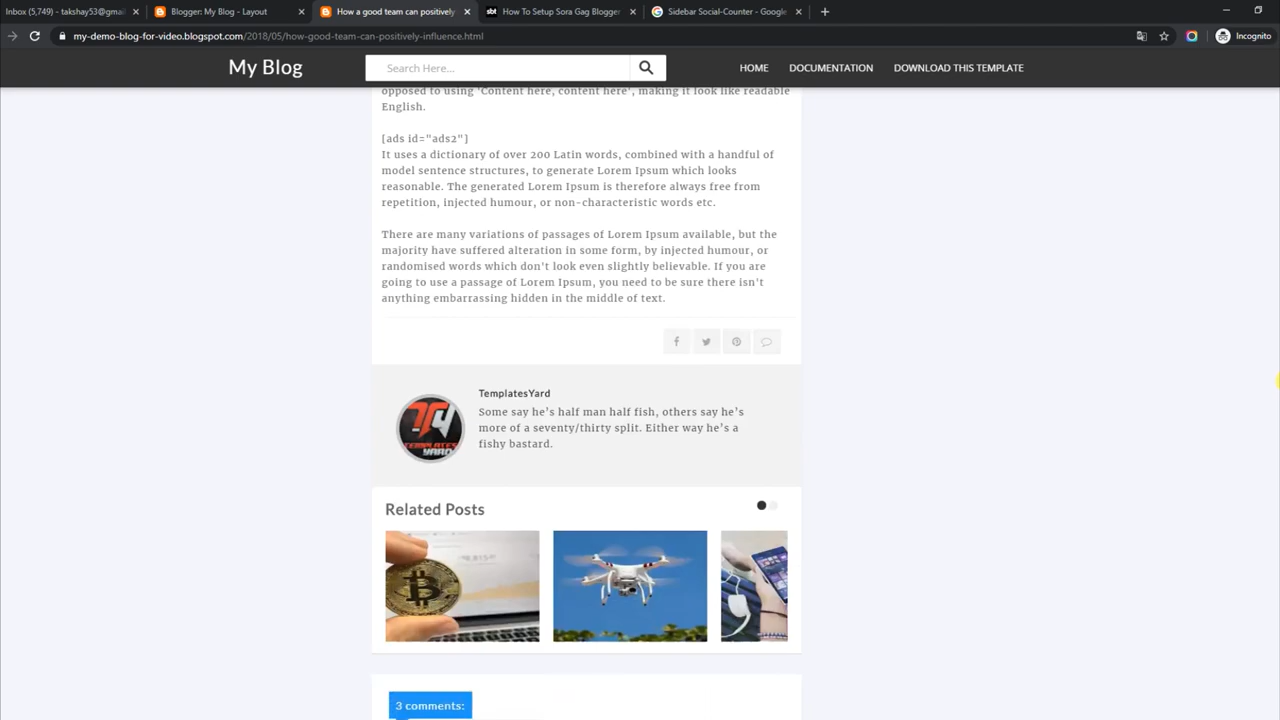 Inbox (5,749) - takshay53@gmail
Blogger: My Blog - Layout
How a good team can positively
sbt
How To Setup Sora Gag Blogger
Sidebar Social-Counter - Google
my-demo-blog-for-video.blogspot.com/2018/05/how-good-team-can-positively-influence.html
Incognito
My Blog
Search Here...
HOME
DOCUMENTATION
DOWNLOAD THIS TEMPLATE
opposed to using 'Content here, content here', making it look like readable
English.
[ads id="ads2"]
It uses a dictionary of over 200 Latin words, combined with a handful of
model sentence structures, to generate Lorem Ipsum which looks
reasonable. The generated Lorem Ipsum is therefore always free from
repetition, injected humour, or non-characteristic words etc.
There are many variations of passages of Lorem Ipsum available, but the
majority have suffered alteration in some form, by injected humour, or
randomised words which don't look even slightly believable. If you are
going to use a passage of Lorem Ipsum, you need to be sure there isn't
anything embarrassing hidden in the middle of text.
TemplatesYard
Some say he's half man half fish, others say he's
more of a seventy/thirty split. Either way he's a
fishy bastard.
TEMPLATES
YARD
Related Posts
3 comments: